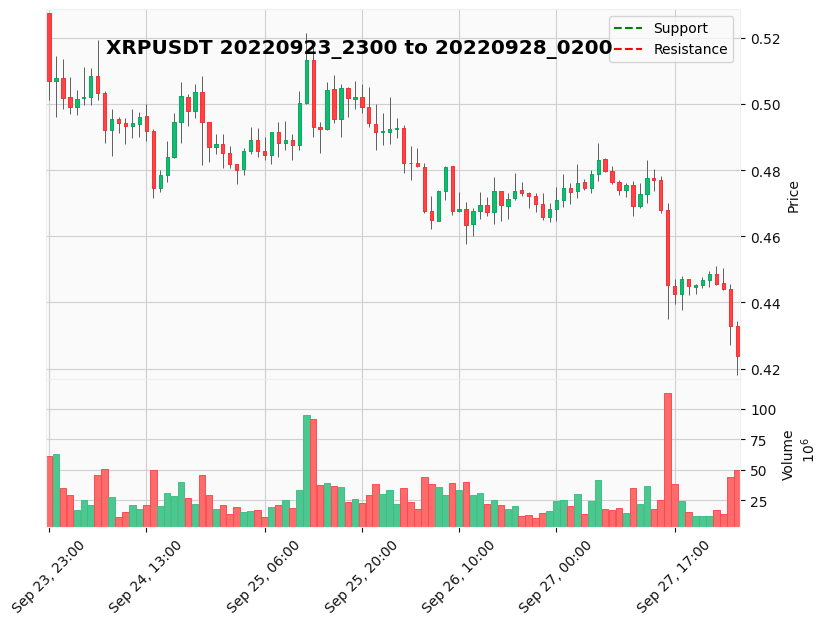 XRPUSDT 20220923_2300 to 20220928_0200
Support
Resistance
0.52
0.50
0.48
0.46
0.44
0.42
Price
100
75
50
25
Volume
10^6
Sep 23, 23:00
Sep 24, 13:00
Sep 25, 06:00
Sep 25, 20:00
Sep 26, 10:00
Sep 27, 00:00
Sep 27, 17:00